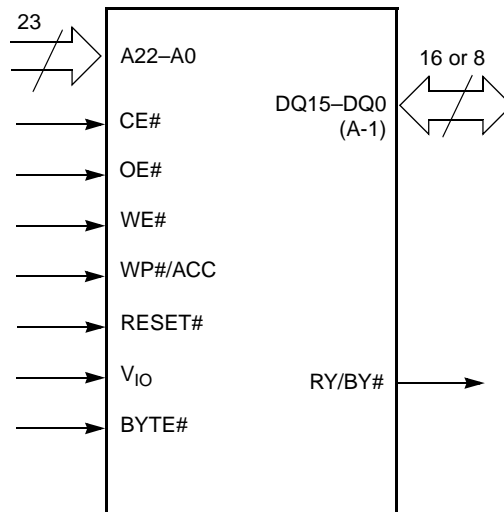 23
A22–A0
16 or 8
DQ15–DQ0
(A-1)
CE#
OE#
WE#
WP#/ACC
RESET#
VIO
RY/BY#
BYTE#